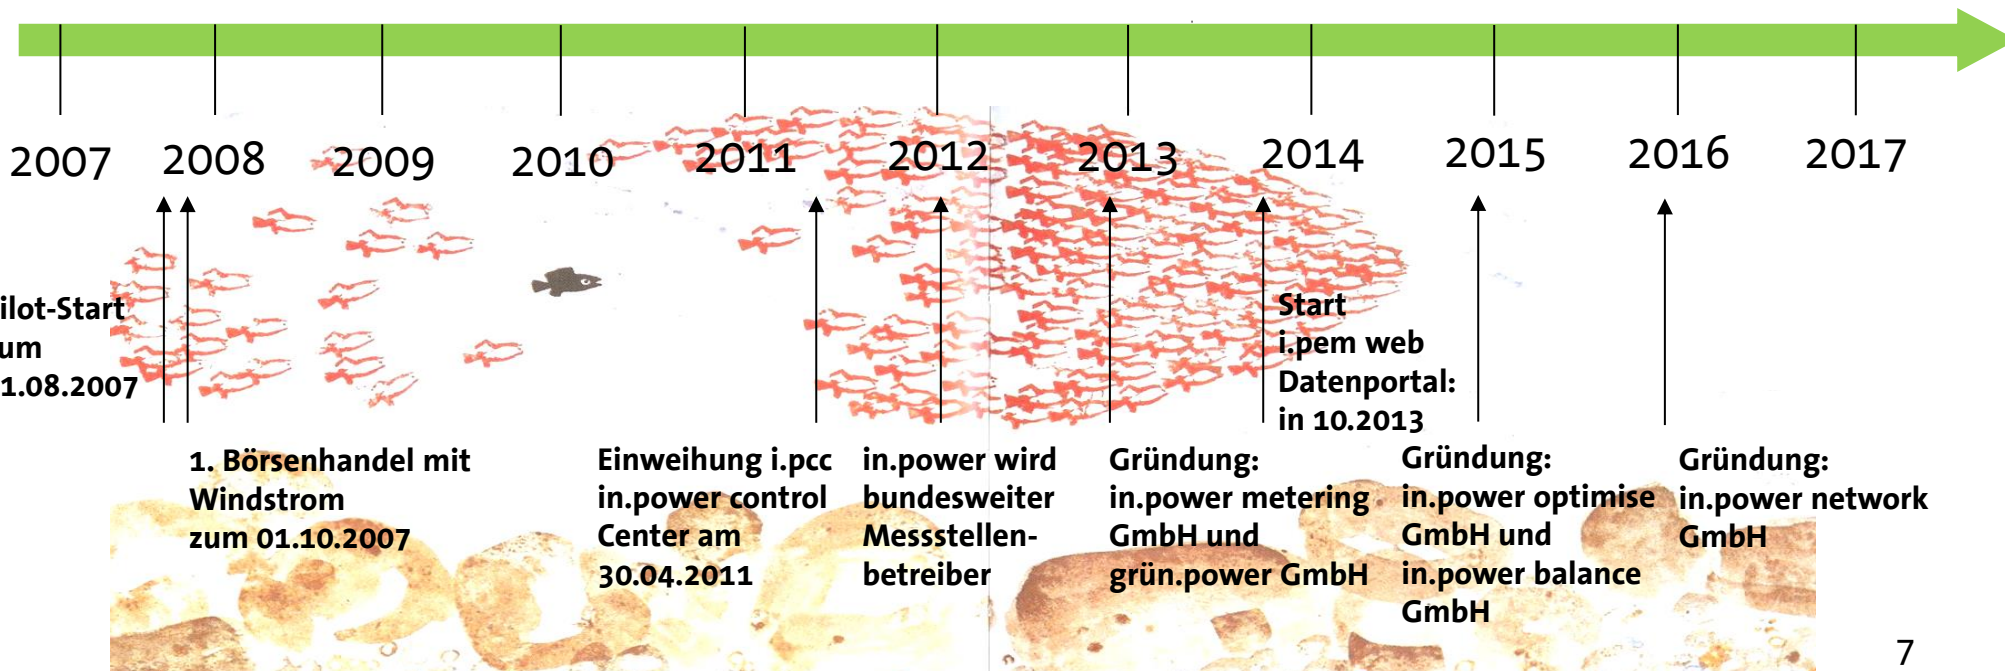 2007 2008 2009 2010 2011 2012 2013 2014 2015 2016 2017
ilot-Start
um
1.08.2007
1. Börsenhandel mit
Windstrom
zum 01.10.2007
Einweihung i.pcc
in.power control
Center am
30.04.2011
in.power wird
bundesweiter
Messstellen-
betreiber
Gründung:
in.power metering
GmbH und
grün.power GmbH
Start
i.pem web
Datenportal:
in 10.2013
Gründung:
in.power optimise
GmbH und
in.power balance
GmbH
Gründung:
in.power network
GmbH
7